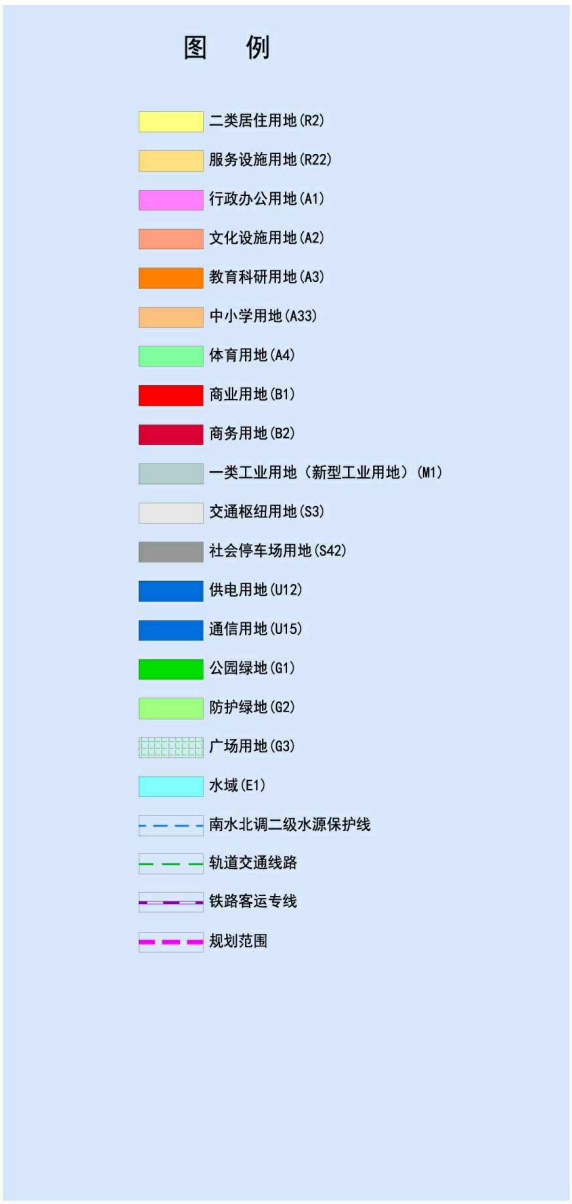 图 例
二类居住用地(R2)
服务设施用地(R22)
行政办公用地(A1)
文化设施用地(A2)
教育科研用地(A3)
中小学用地(A33)
体育用地(A4)
商业用地(B1)
商务用地(B2)
一类工业用地（新型工业用地）(M1)
交通枢纽用地(S3)
社会停车场用地(S42)
供电用地(U12)
通信用地(U15)
公园绿地(G1)
防护绿地(G2)
广场用地(G3)
水域(E1)
南水北调二级水源保护线
轨道交通线路
铁路客运专线
规划范围